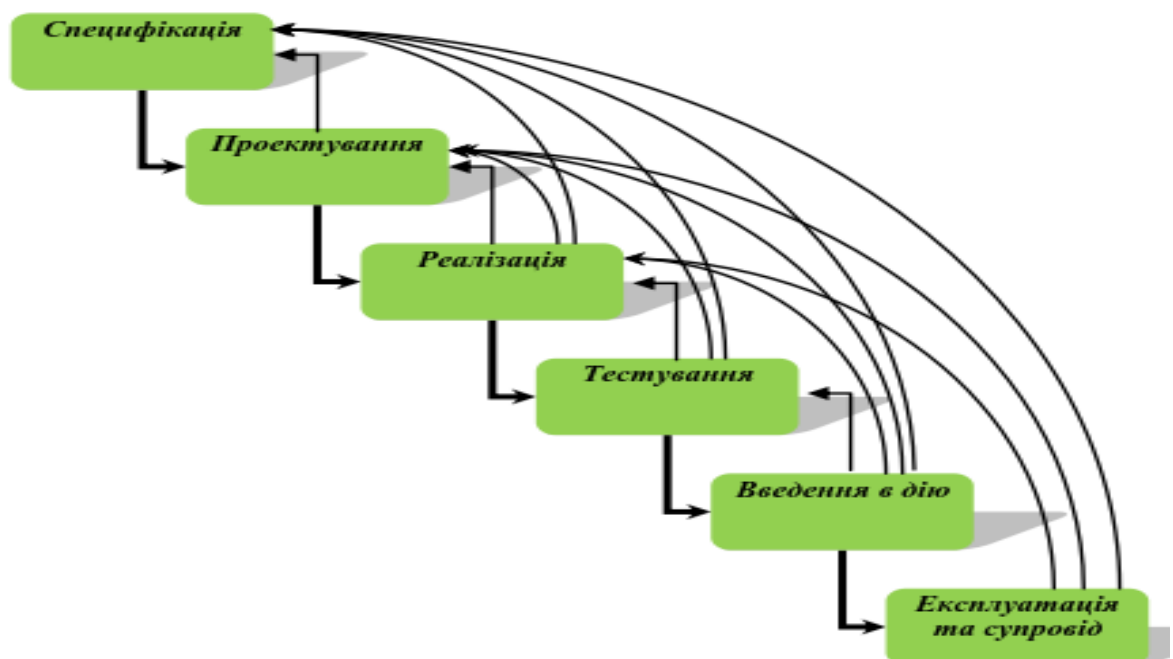 Специфікація
Проектування
Реалізація
Тестування
Введення в дію
Експлуатація
та супровід